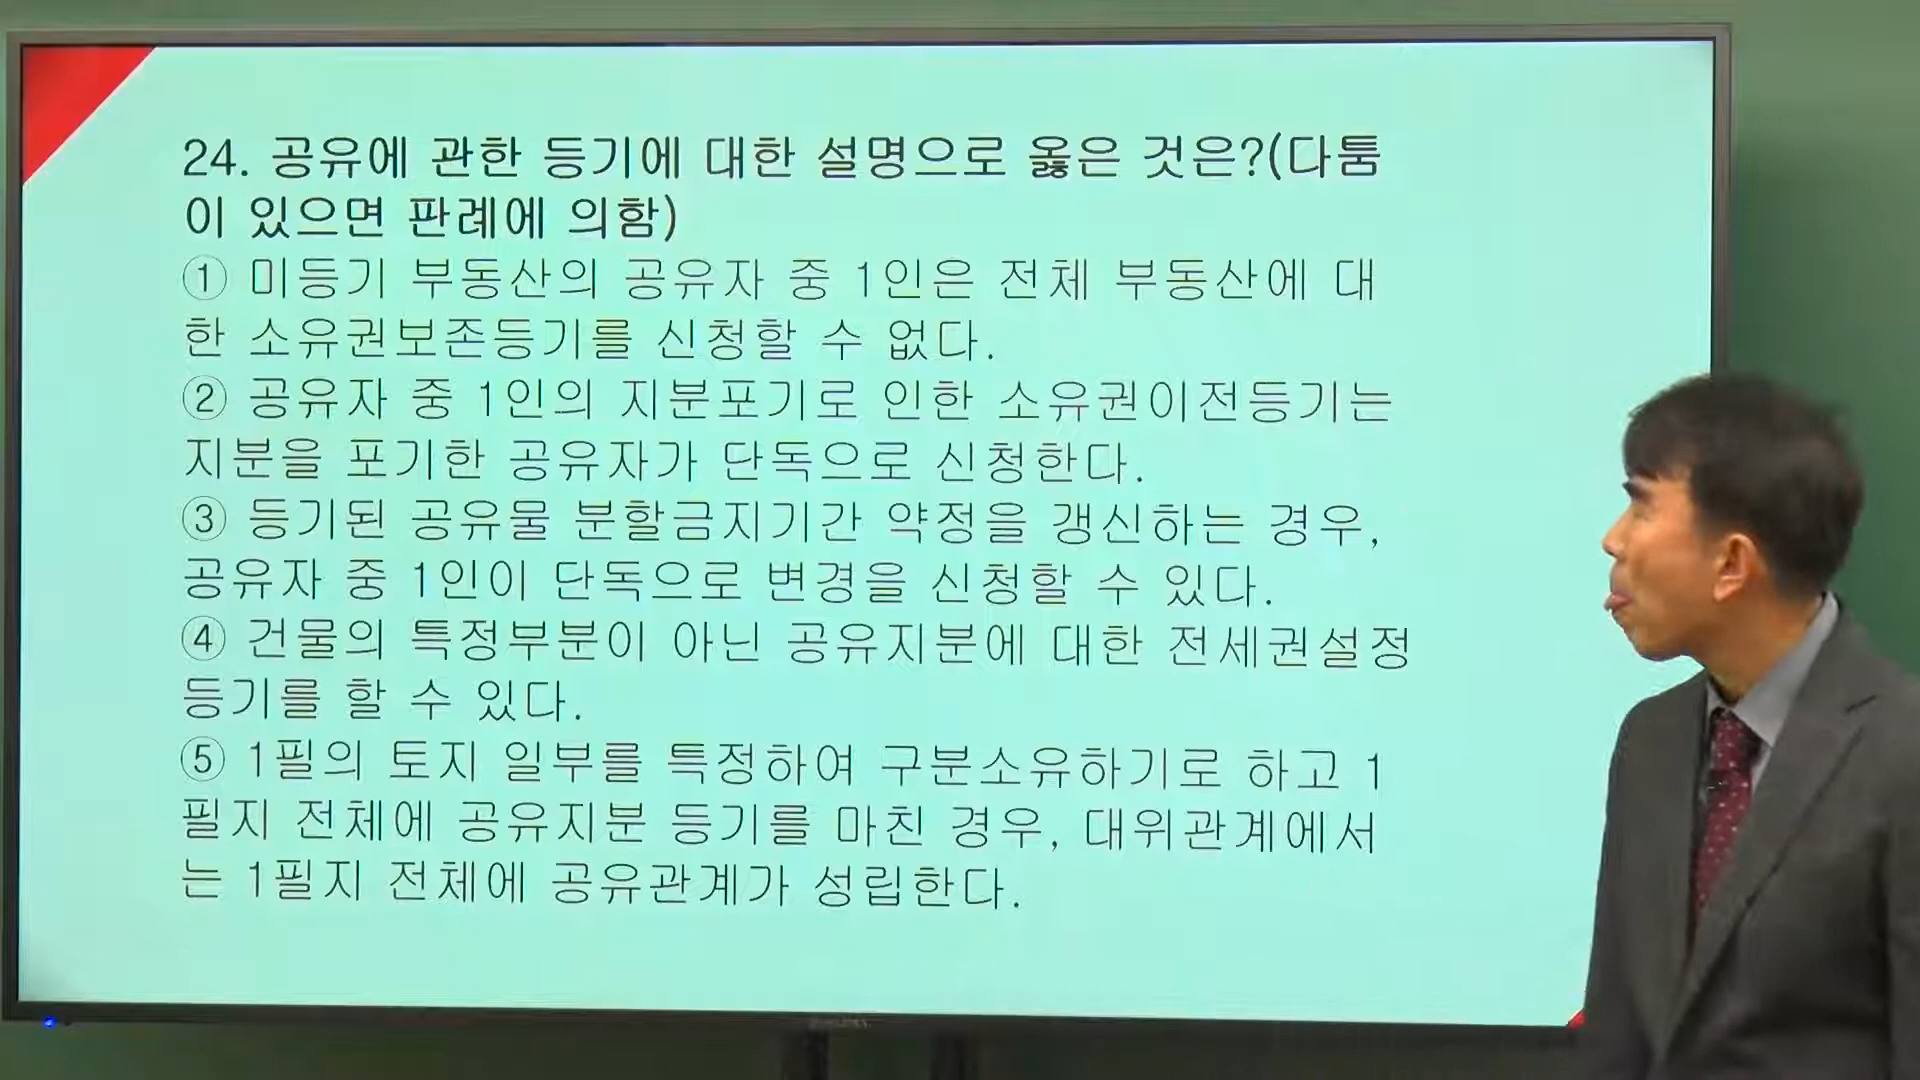 24. 공유에 관한 등기에 대한 설명으로 옳은 것은?(다툼
이 있으면 판례에 의함)
① 미등기 부동산의 공유자 중 1인은 전체 부동산에 대
한 소유권보존등기를 신청할 수 없다.
② 공유자 중 1인의 지분포기로 인한 소유권이전등기는
지분을 포기한 공유자가 단독으로 신청한다.
③ 등기된 공유물 분할금지기간 약정을 갱신하는 경우,
공유자 중 1인이 단독으로 변경을 신청할 수 있다.
④ 건물의 특정부분이 아닌 공유지분에 대한 전세권설정
등기를 할 수 있다.
⑤ 1필의 토지 일부를 특정하여 구분소유하기로 하고 1
필지 전체에 공유지분 등기를 마친 경우, 대위관계에서
는 1필지 전체에 공유관계가 성립한다.